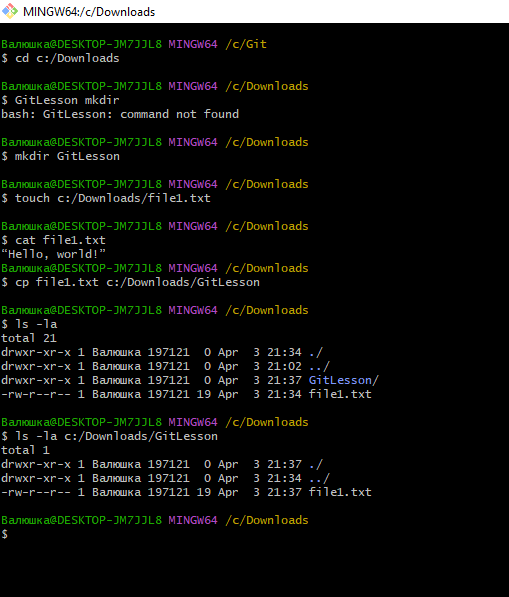 MINGW64:/c/Downloads
Валюшка@DESKTOP-JM7JJL8 MINGW64 /c/Git
$ cd c:/Downloads
Валюшка@DESKTOP-JM7JJL8 MINGW64 /c/Downloads
$ GitLesson mkdir
bash: GitLesson: command not found
Валюшка@DESKTOP-JM7JJL8 MINGW64 /c/Downloads
$ mkdir GitLesson
Валюшка@DESKTOP-JM7JJL8 MINGW64 /c/Downloads
$ touch c:/Downloads/file1.txt
Валюшка@DESKTOP-JM7JJL8 MINGW64 /c/Downloads
$ cat file1.txt
“Hello, world!”
Валюшка@DESKTOP-JM7JJL8 MINGW64 /c/Downloads
$ cp file1.txt c:/Downloads/GitLesson
Валюшка@DESKTOP-JM7JJL8 MINGW64 /c/Downloads
$ ls -la
total 21
drwxr-xr-x 1 Валюшка 197121  0 Apr  3 21:34 ./
drwxr-xr-x 1 Валюшка 197121  0 Apr  3 21:02 ../
drwxr-xr-x 1 Валюшка 197121  0 Apr  3 21:37 GitLesson/
-rw-r--r-- 1 Валюшка 197121 19 Apr  3 21:34 file1.txt
Валюшка@DESKTOP-JM7JJL8 MINGW64 /c/Downloads
$ ls -la c:/Downloads/GitLesson
total 1
drwxr-xr-x 1 Валюшка 197121  0 Apr  3 21:37 ./
drwxr-xr-x 1 Валюшка 197121  0 Apr  3 21:34 ../
-rw-r--r-- 1 Валюшка 197121 19 Apr  3 21:37 file1.txt
Валюшка@DESKTOP-JM7JJL8 MINGW64 /c/Downloads
$